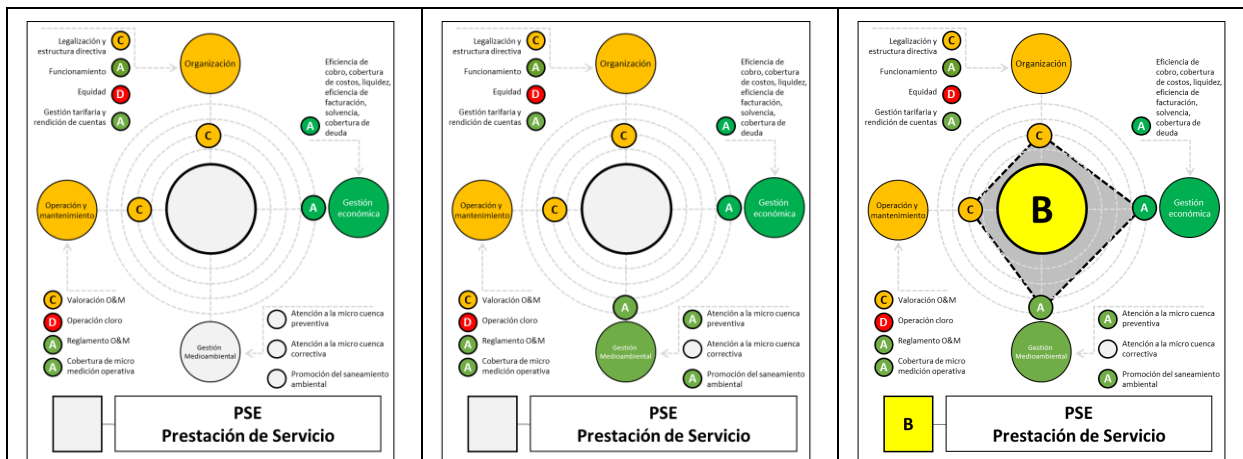 Legalización y
estructura directiva
C
Organización
Funcionamiento
A
Equidad
D
Gestión tarifaria y
rendición de cuentas
A
Eficiencia de
cobro, cobertura
de costos, liquidez,
eficiencia de
facturación,
solvencia,
cobertura de
deuda
A
C
Operación y
mantenimiento
C
A
Gestión
económica
C
Valoración O&M
D
Operación cloro
A
Reglamento O&M
A
Cobertura de micro
medición operativa
Gestión
Medioambiental
Atención a la micro cuenca
preventiva
Atención a la micro cuenca
correctiva
Promoción del saneamiento
ambiental
PSE
Prestación de Servicio
Legalización y
estructura directiva
C
Organización
Funcionamiento
A
Equidad
D
Gestión tarifaria y
rendición de cuentas
A
Eficiencia de
cobro, cobertura
de costos, liquidez,
eficiencia de
facturación,
solvencia,
cobertura de
deuda
A
C
Operación y
mantenimiento
C
A
Gestión
económica
C
Valoración O&M
D
Operación cloro
A
Reglamento O&M
A
Cobertura de micro
medición operativa
A
Gestión
Medioambiental
A
Atención a la micro cuenca
preventiva
Atención a la micro cuenca
correctiva
A
Promoción del saneamiento
ambiental
PSE
Prestación de Servicio
Legalización y
estructura directiva
C
Organización
Funcionamiento
A
Equidad
D
Gestión tarifaria y
rendición de cuentas
A
Eficiencia de
cobro, cobertura
de costos, liquidez,
eficiencia de
facturación,
solvencia,
cobertura de
deuda
A
C
Operación y
mantenimiento
C
B
A
Gestión
económica
C
Valoración O&M
D
Operación cloro
A
Reglamento O&M
A
Cobertura de micro
medición operativa
A
Gestión
Medioambiental
A
Atención a la micro cuenca
preventiva
Atención a la micro cuenca
correctiva
A
Promoción del saneamiento
ambiental
B
PSE
Prestación de Servicio